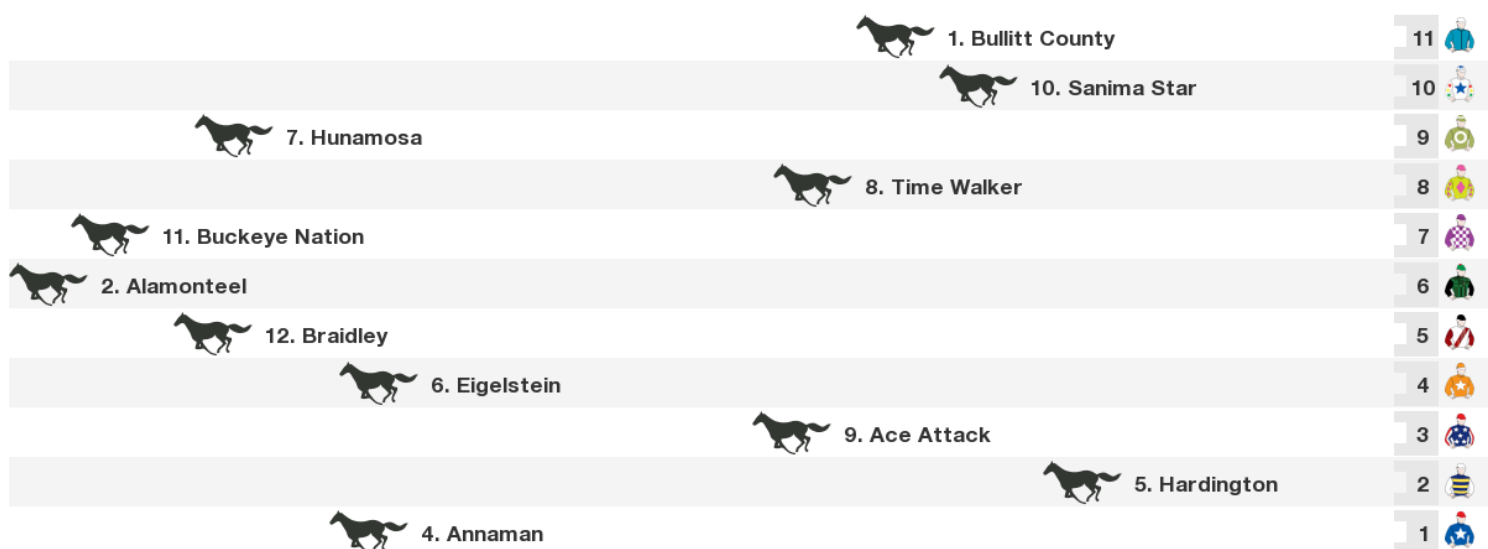 1. Bullitt County 11
10. Sanima Star 10
7. Hunamosa 9
8. Time Walker 8
11. Buckeye Nation 7
2. Alamonteel 6
12. Braidley 5
6. Eigelstein 4
9. Ace Attack 3
5. Hardington 2
4. Annaman 1